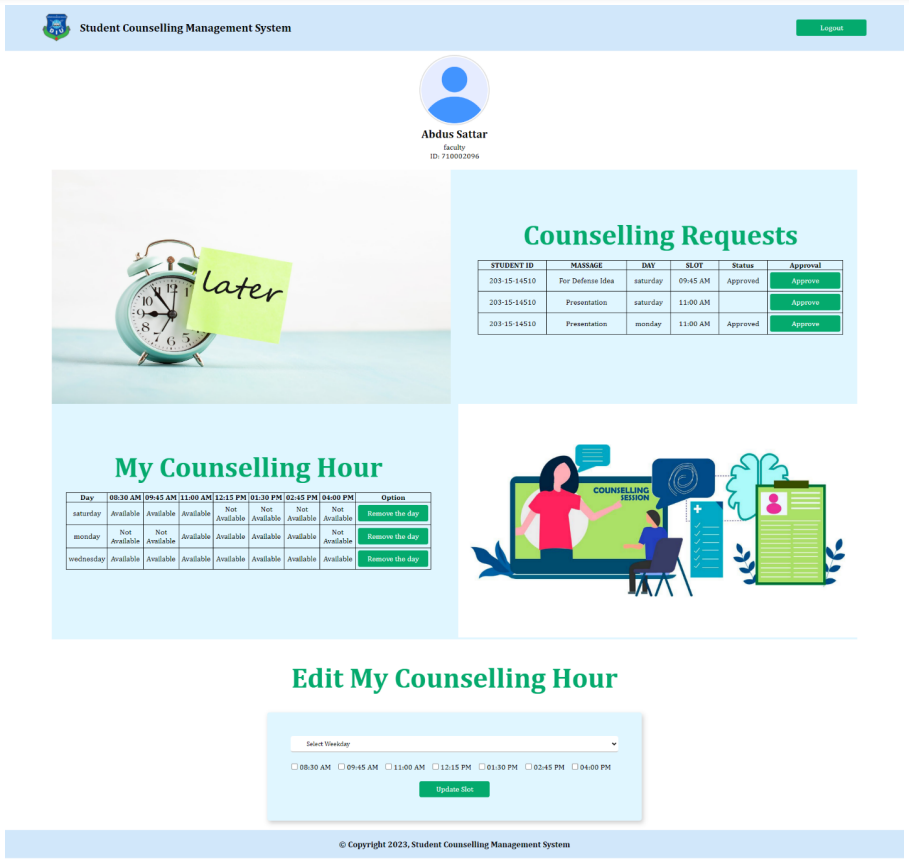 DIU
Student Counselling Management System
Logout
Abdus Sattar
faculty
ID: 710002096
later
Counselling Requests
STUDENT ID MASSAGE DAY SLOT Status Approval
203-15-14510 For Defense Idea saturday 09:45 AM Approved Approve
203-15-14510 Presentation saturday 11:00 AM Approve
203-15-14510 Presentation monday 11:00 AM Approved Approve
My Counselling Hour
Day 08:30 AM 09:45 AM 11:00 AM 12:15 PM 01:30 PM 02:45 PM 04:00 PM Option
saturday Available Available Available Not Available Not Available Not Available Not Available Remove the day
monday Not Available Not Available Available Available Available Available Not Available Remove the day
wednesday Available Available Available Available Available Available Available Remove the day
COUNSELLING
SESSION
Edit My Counselling Hour
Select Weekday
08:30 AM 09:45 AM 11:00 AM 12:15 PM 01:30 PM 02:45 PM 04:00 PM
Update Slot
© Copyright 2023, Student Counselling Management System